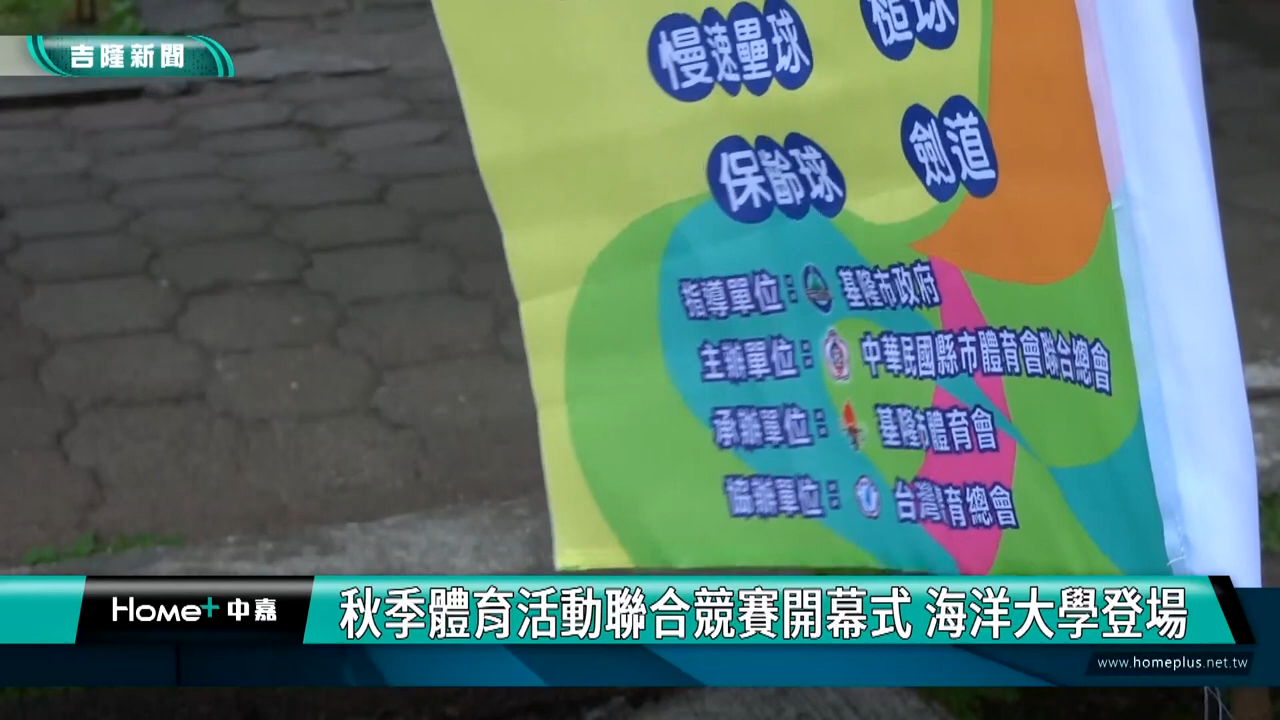 吉隆新聞
慢速壘球
槌球
保齡球
劍道
指導單位：基隆市政府
主辦單位：中華民國縣市體育會聯合總會
承辦單位：基隆市體育會
協辦單位：台灣體育總會
Home+中嘉
秋季體育活動聯合競賽開幕式 海洋大學登場
www.homeplus.net.tw